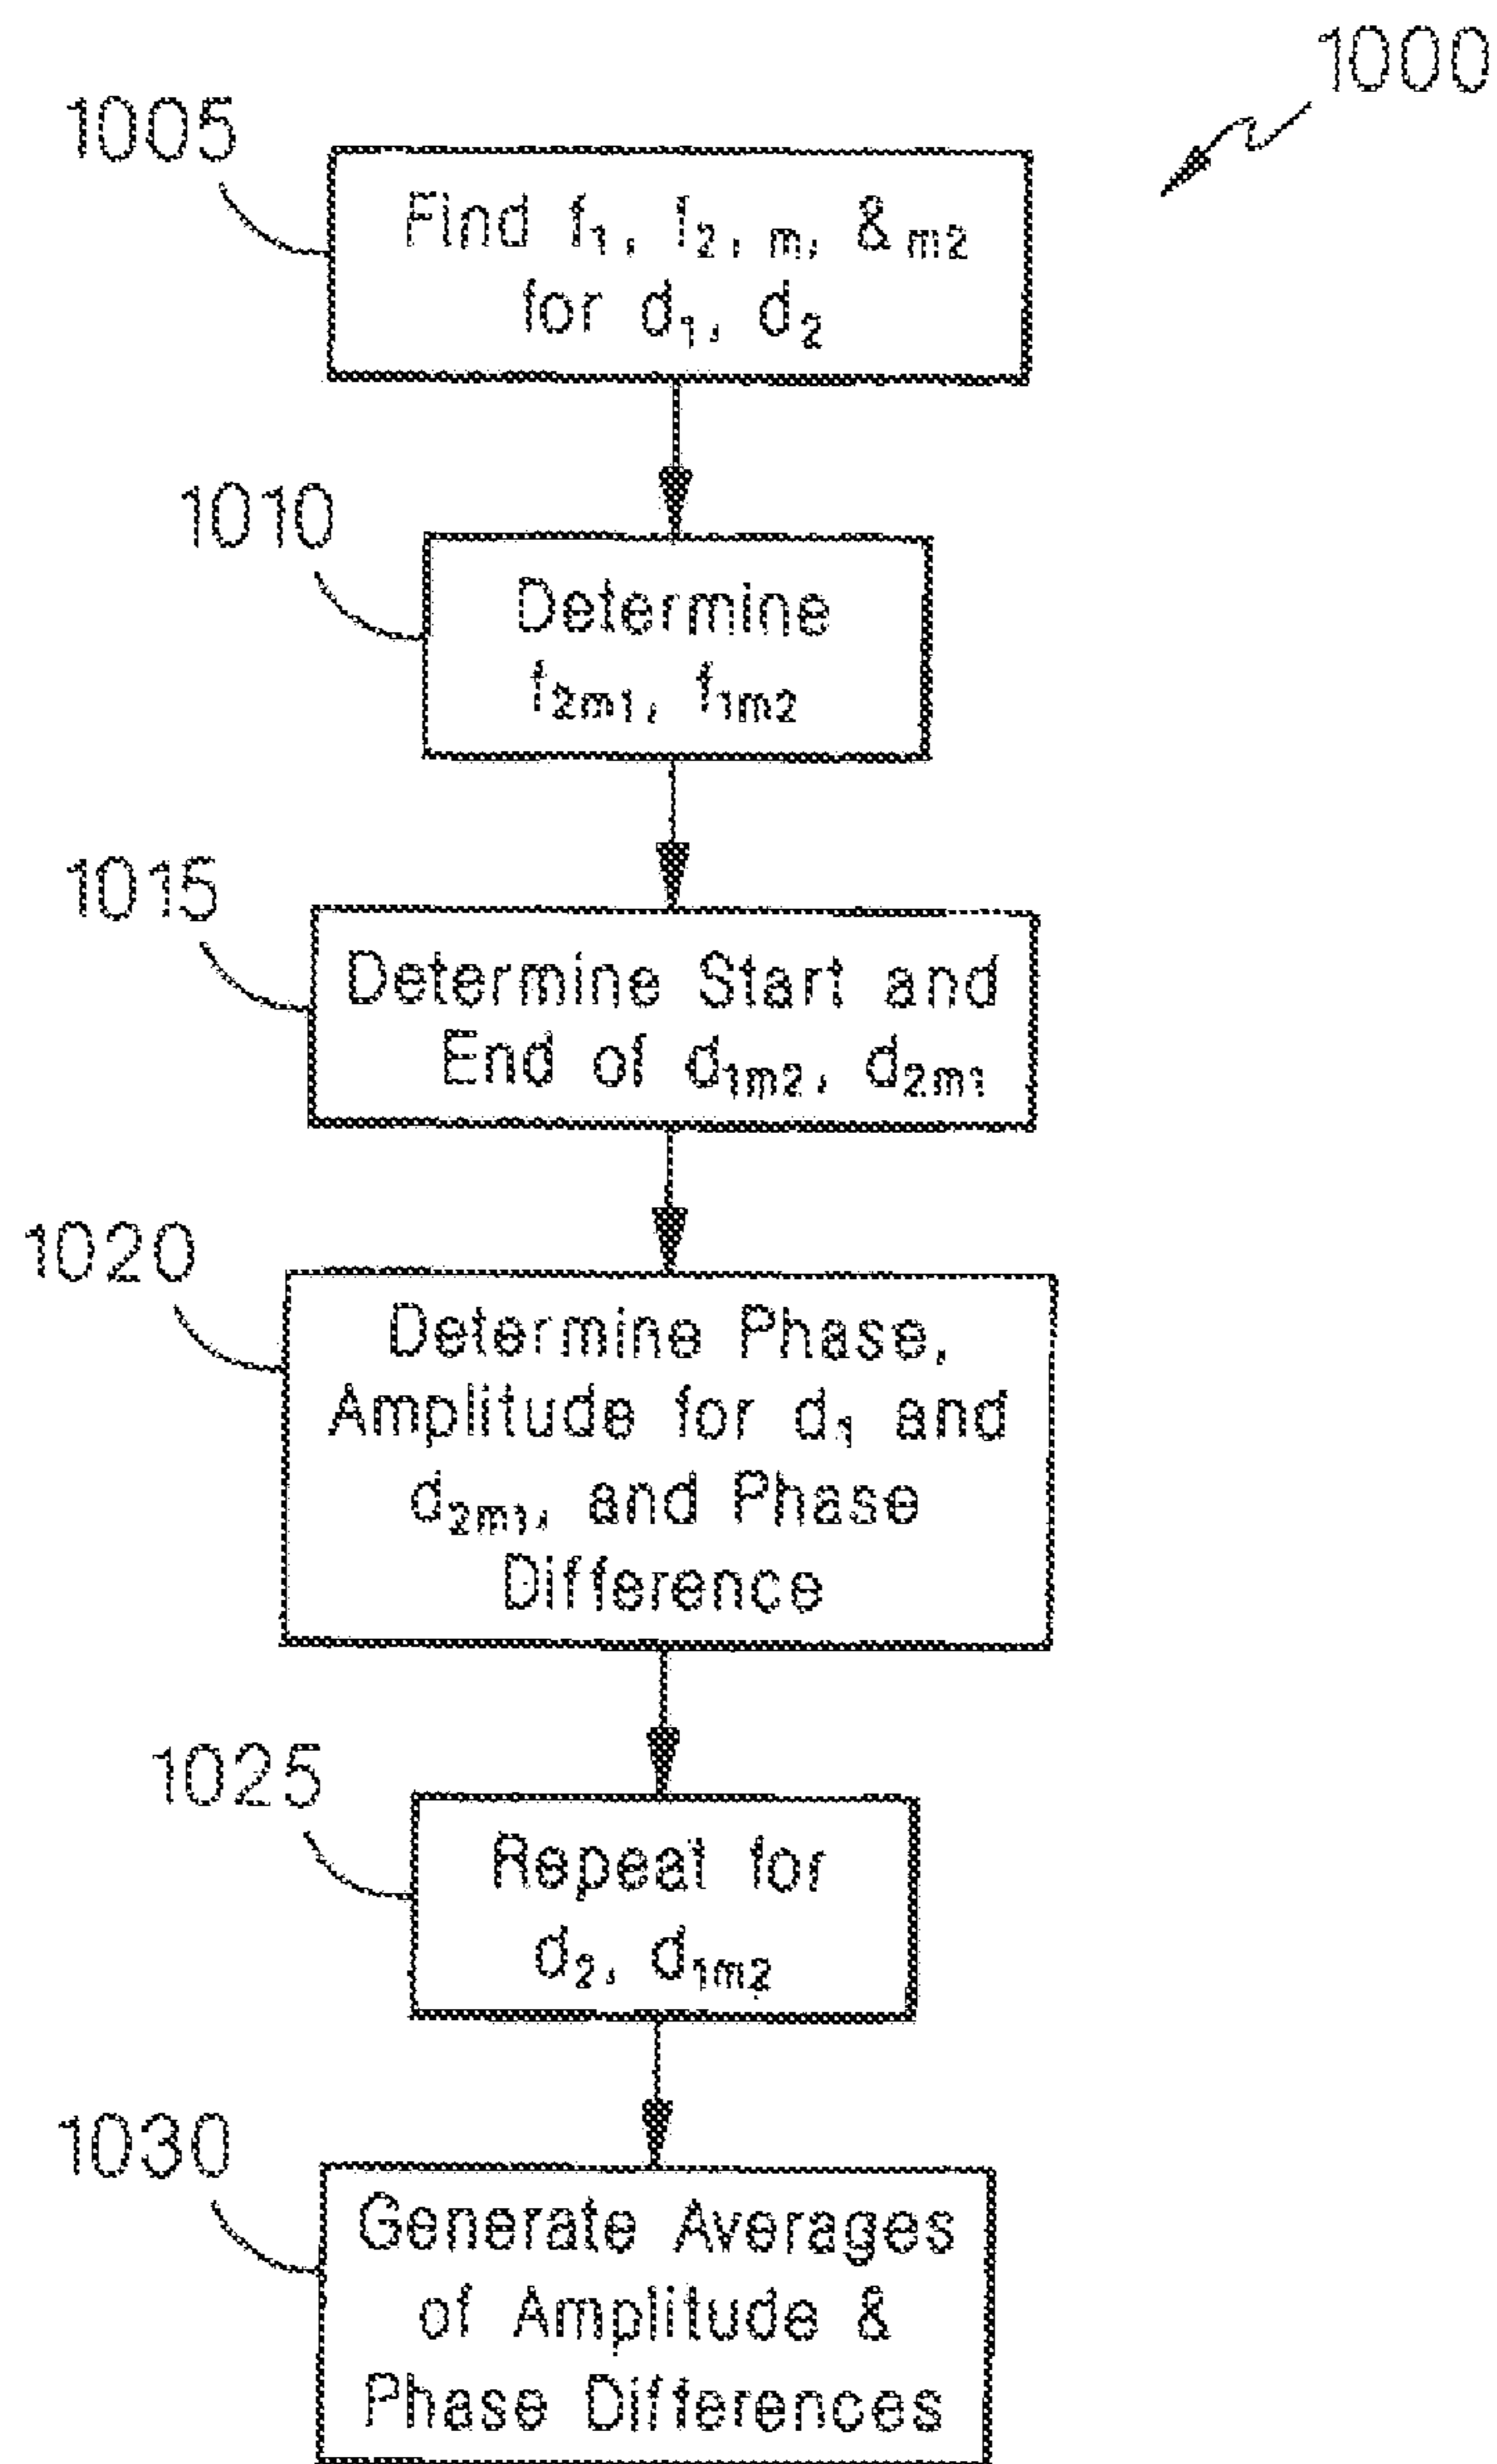 1000
1005
Find f₁, f₂, ₘ, &ₘ₂
for d₁, d₂
1010
Determine
f₂ₘ₁, f₁ₘ₂
1015
Determine Start and
End of d₁ₘ₂, d₂ₘ₁
1020
Determine Phase,
Amplitude for d₁ and
d₂ₘ₁, and Phase
Difference
1025
Repeat for
d₂, d₁ₘ₂
1030
Generate Averages
of Amplitude &
Phase Differences